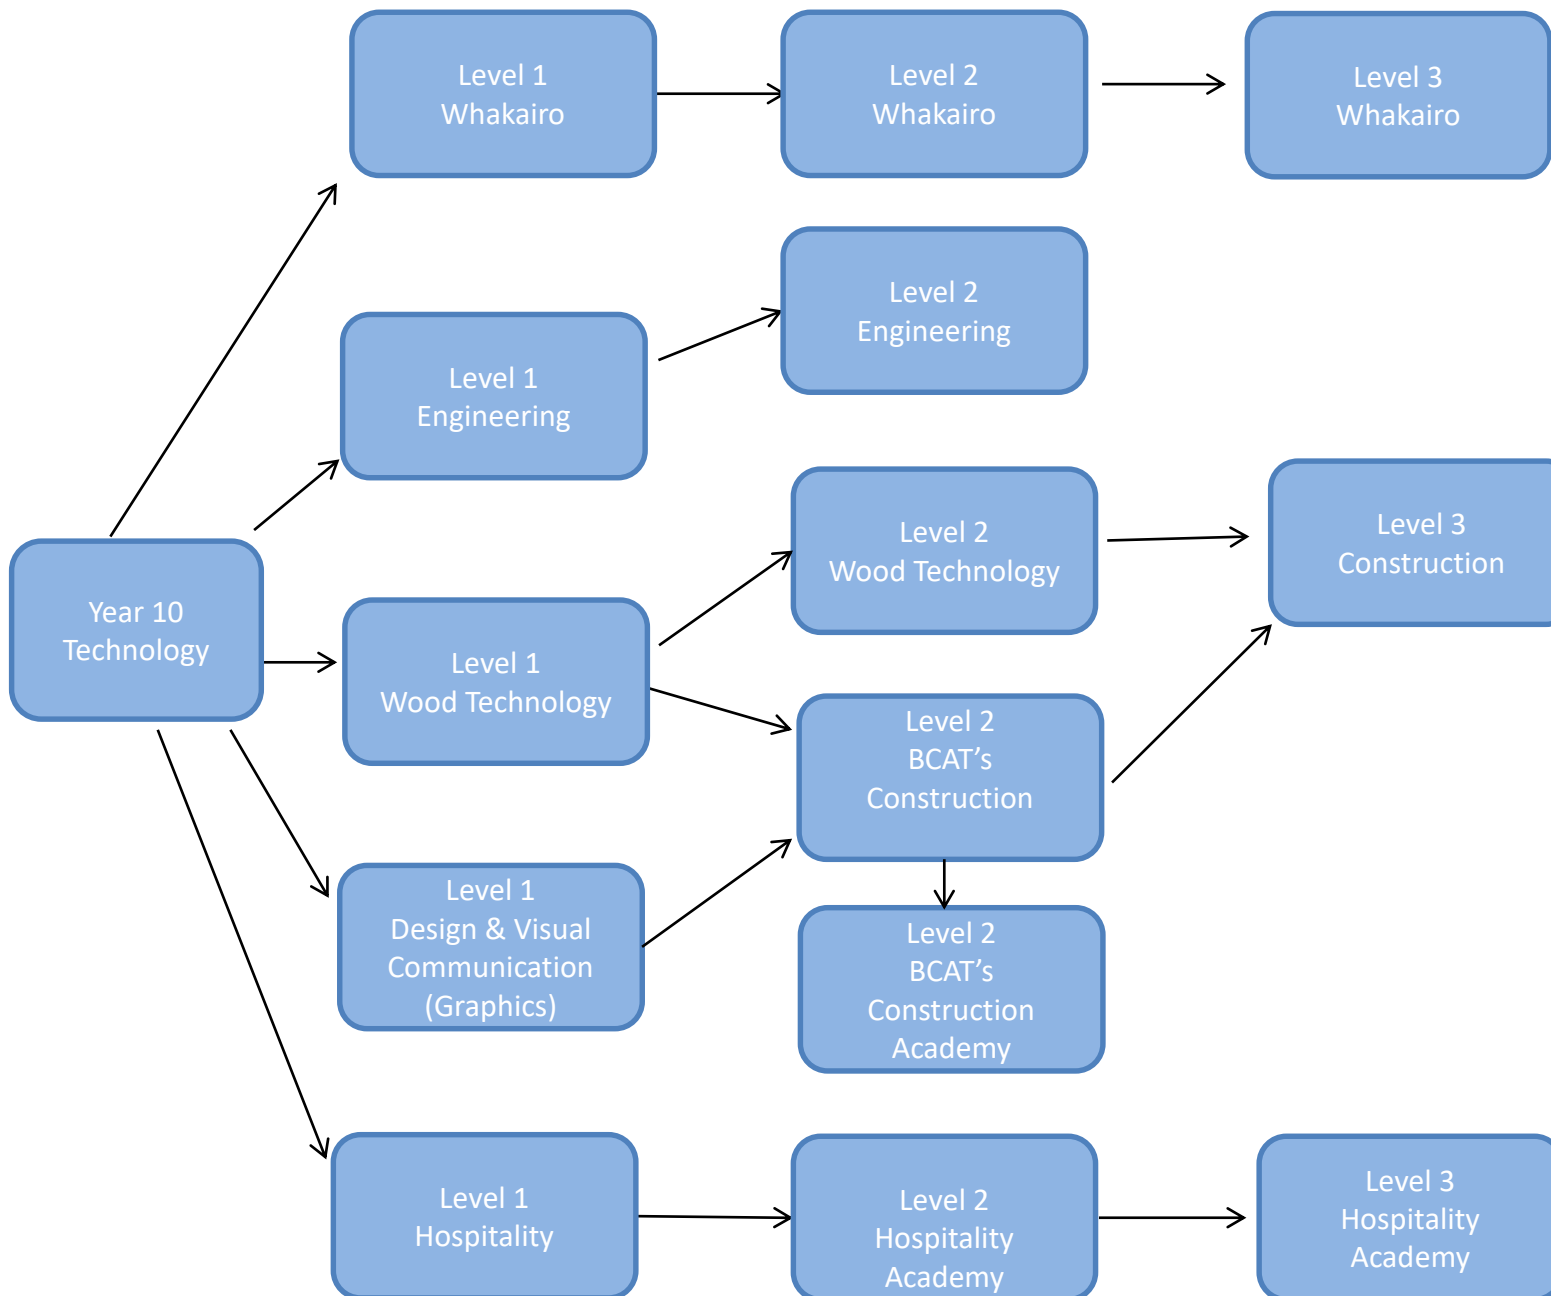 Level 1
Whakairo
Level 2
Whakairo
Level 3
Whakairo
Level 2
Engineering
Level 1
Engineering
Level 2
Wood Technology
Level 3
Construction
Year 10
Technology
Level 1
Wood Technology
Level 2
BCAT’s
Construction
Level 1
Design & Visual
Communication
(Graphics)
Level 2
BCAT’s
Construction
Academy
Level 1
Hospitality
Level 2
Hospitality
Academy
Level 3
Hospitality
Academy